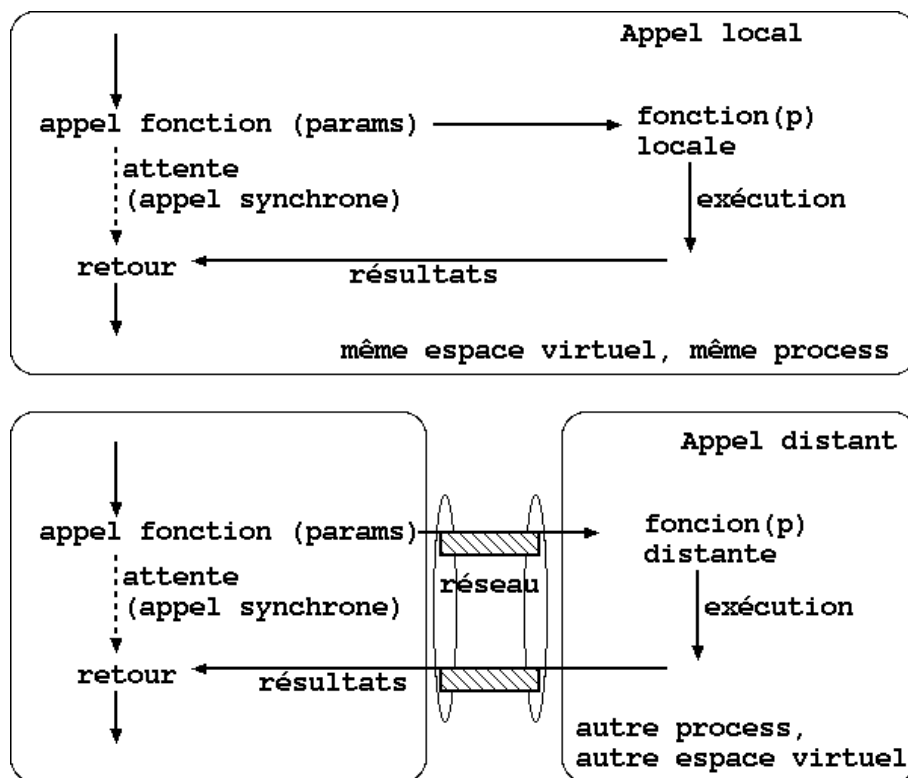 Appel local
appel fonction (params)
fonction(p)
locale
attente
(appel synchrone)
exécution
retour
résultats
même espace virtuel, même process
Appel distant
appel fonction (params)
foncion(p)
distante
réseau
attente
(appel synchrone)
exécution
retour
résultats
autre process,
autre espace virtuel